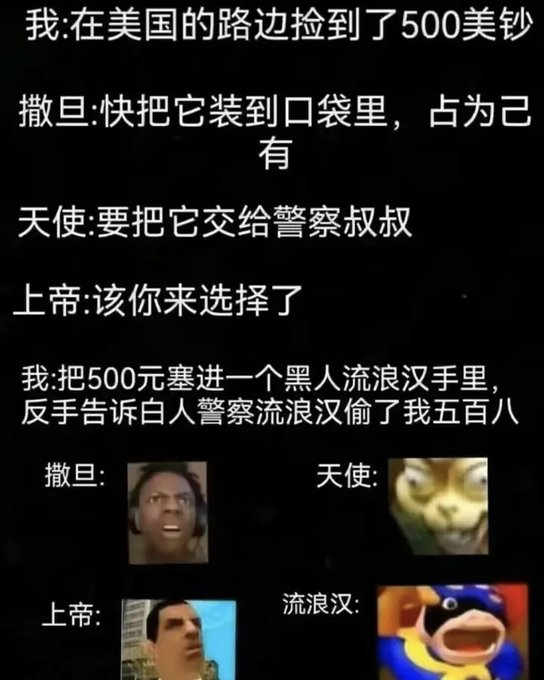 我:在美国的路边捡到了500美钞
撒旦:快把它装到口袋里，占为己
有
天使:要把它交给警察叔叔
上帝:该你来选择了
我:把500元塞进一个黑人流浪汉手里，
反手告诉白人警察流浪汉偷了我五百八
撒旦:
天使:
上帝:
流浪汉: